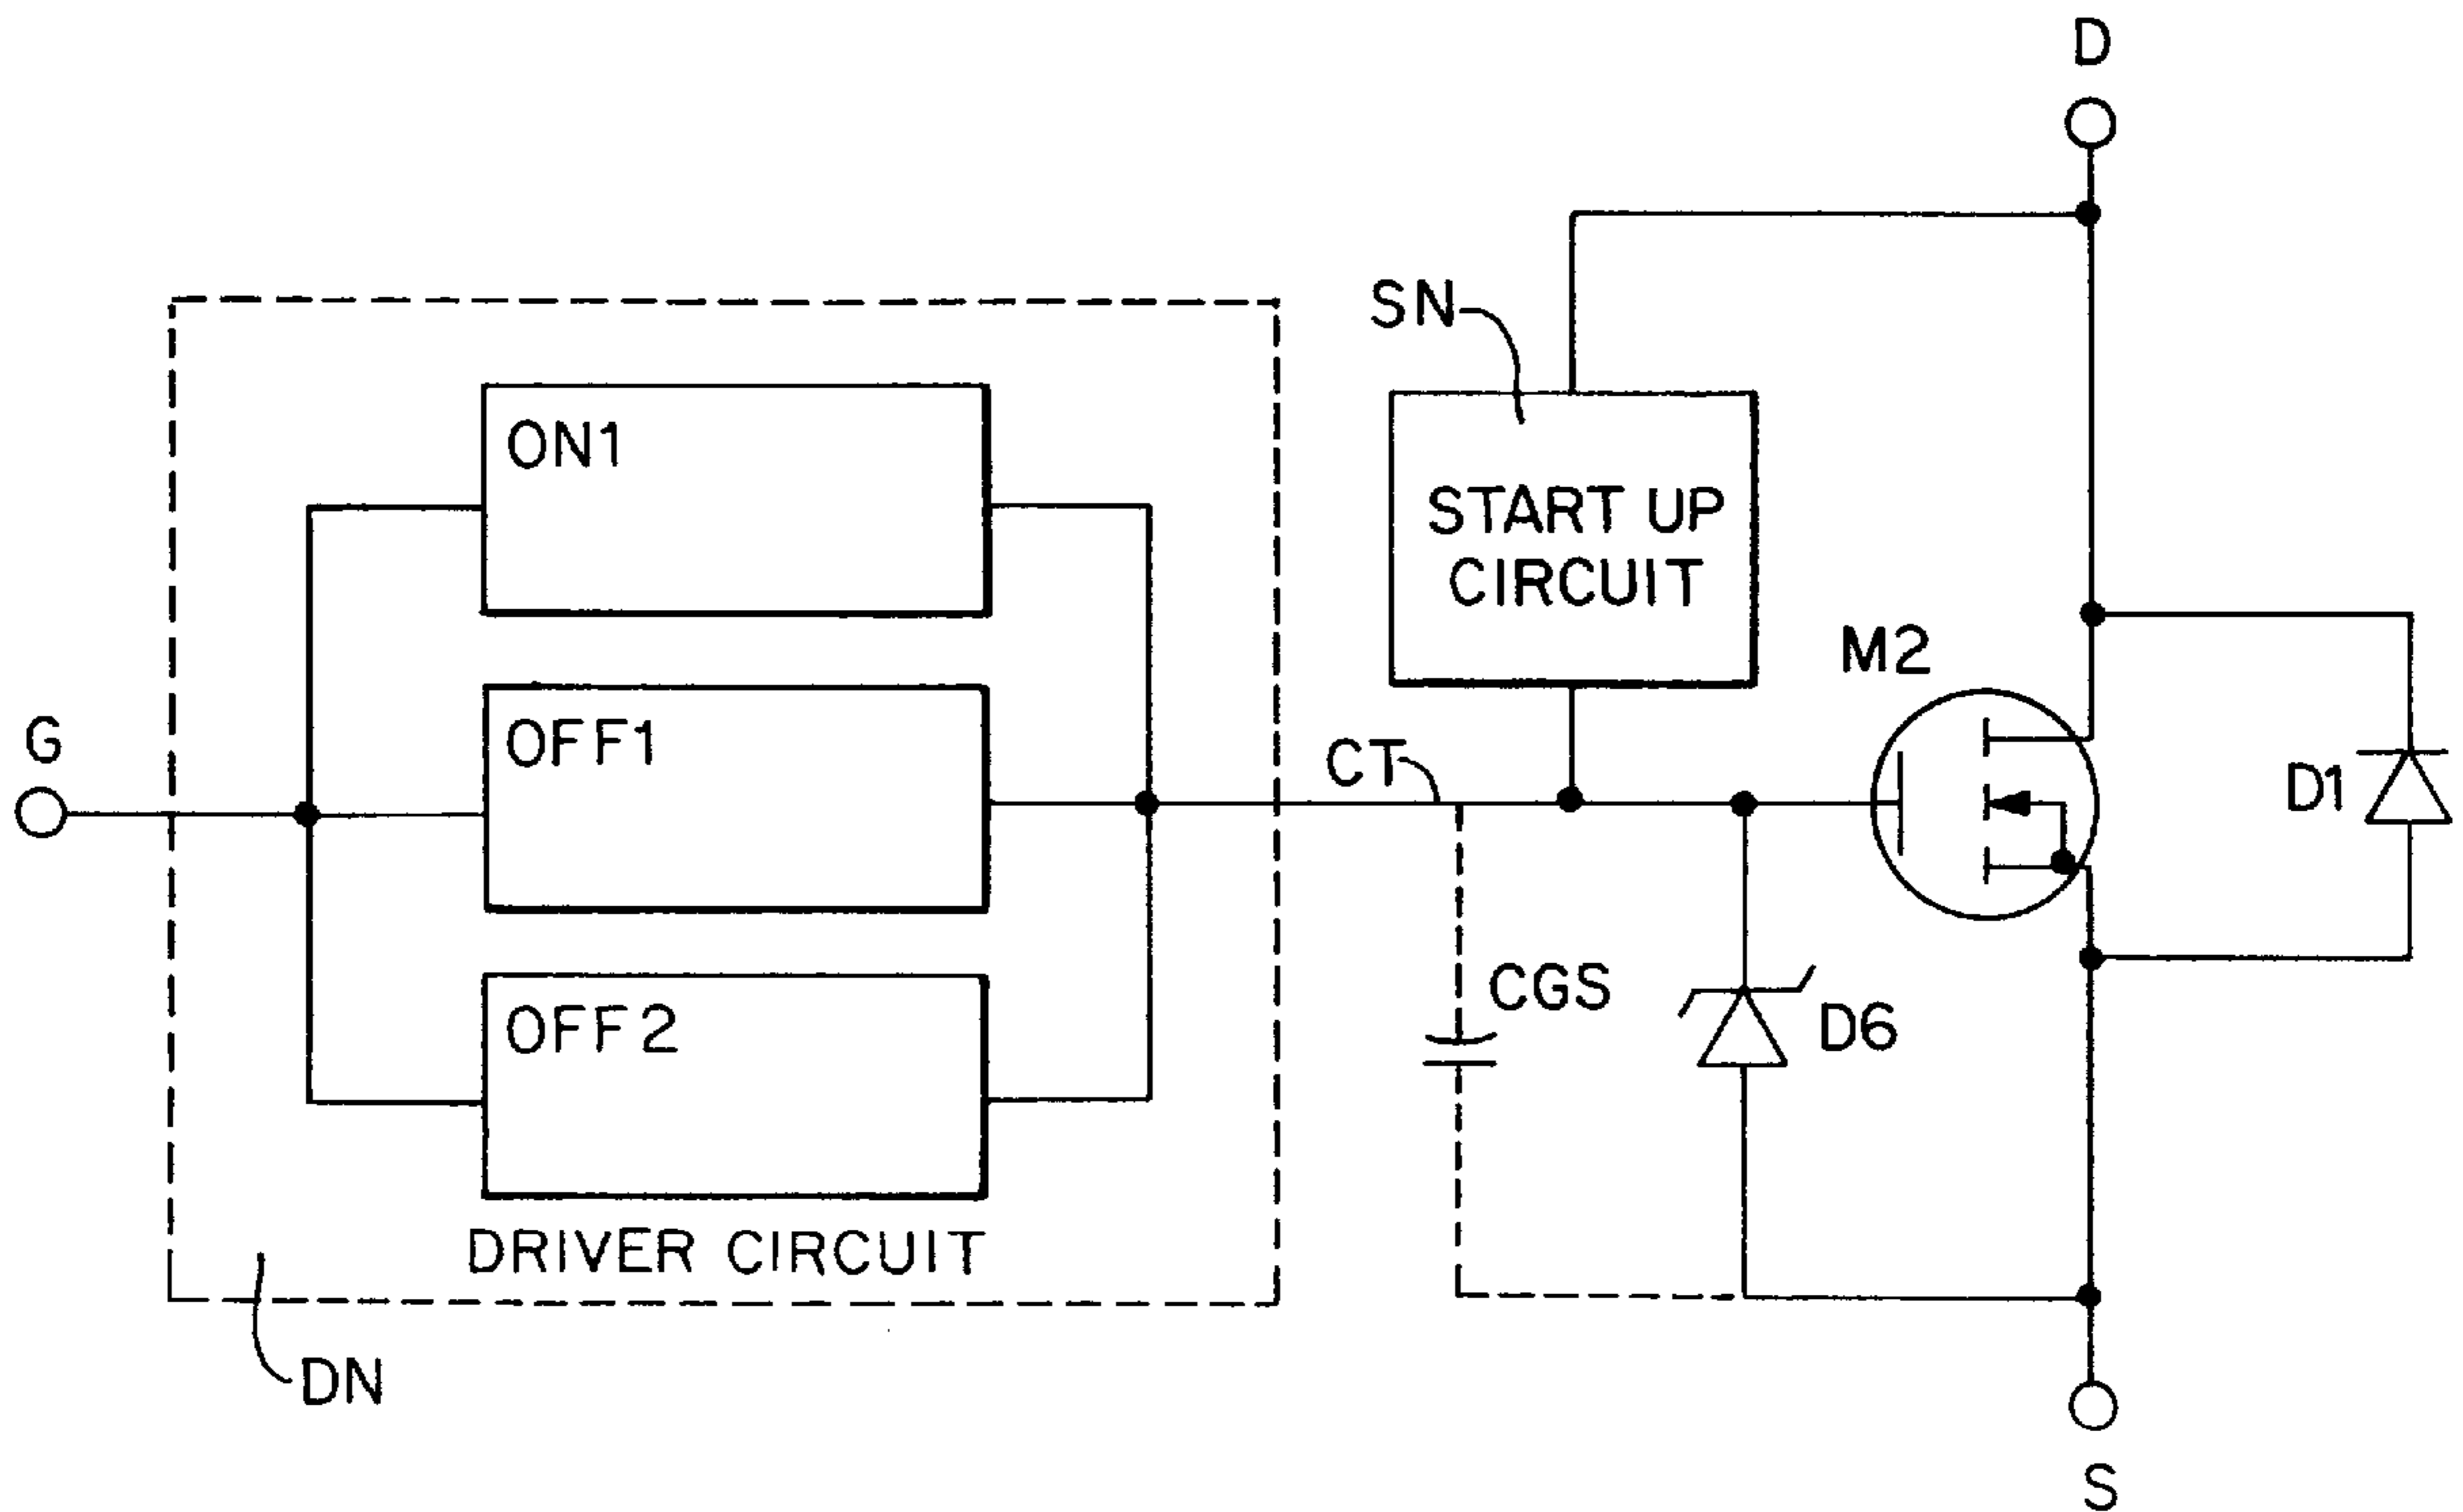 D
SN
ON1
START UP
CIRCUIT
M2
G
OFF1
CT
D1
CGS
OFF2
D6
DRIVER CIRCUIT
DN
S